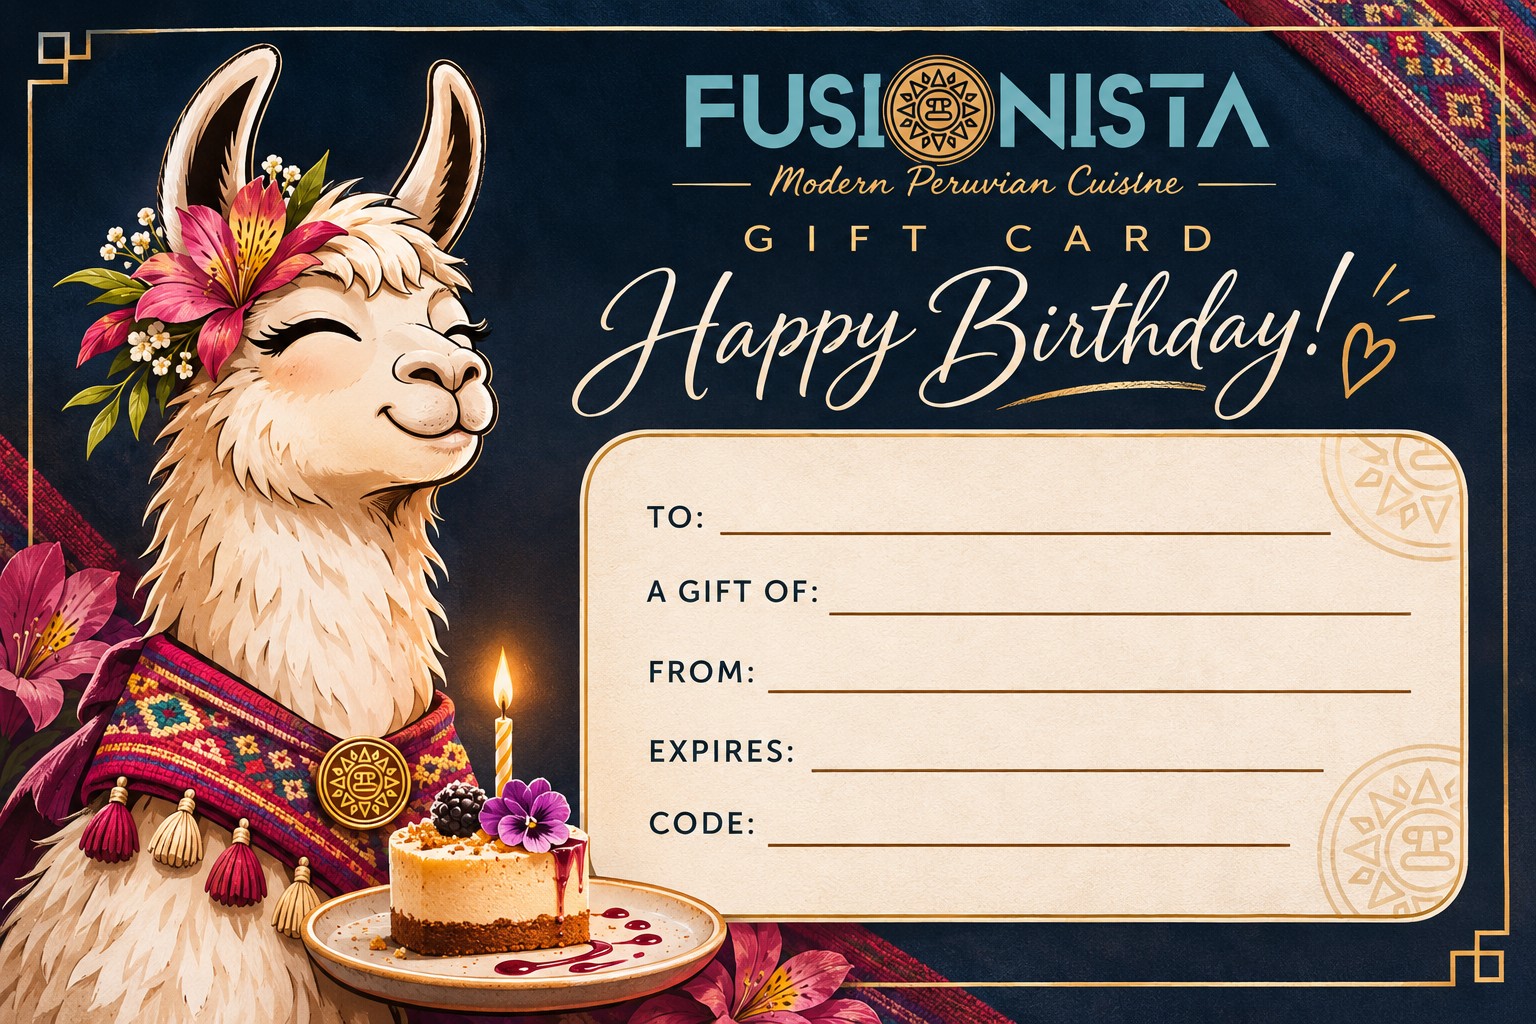 FUSIONISTA
Modern Peruvian Cuisine
GIFT CARD
Happy Birthday!
TO:
A GIFT OF:
FROM:
EXPIRES:
CODE: